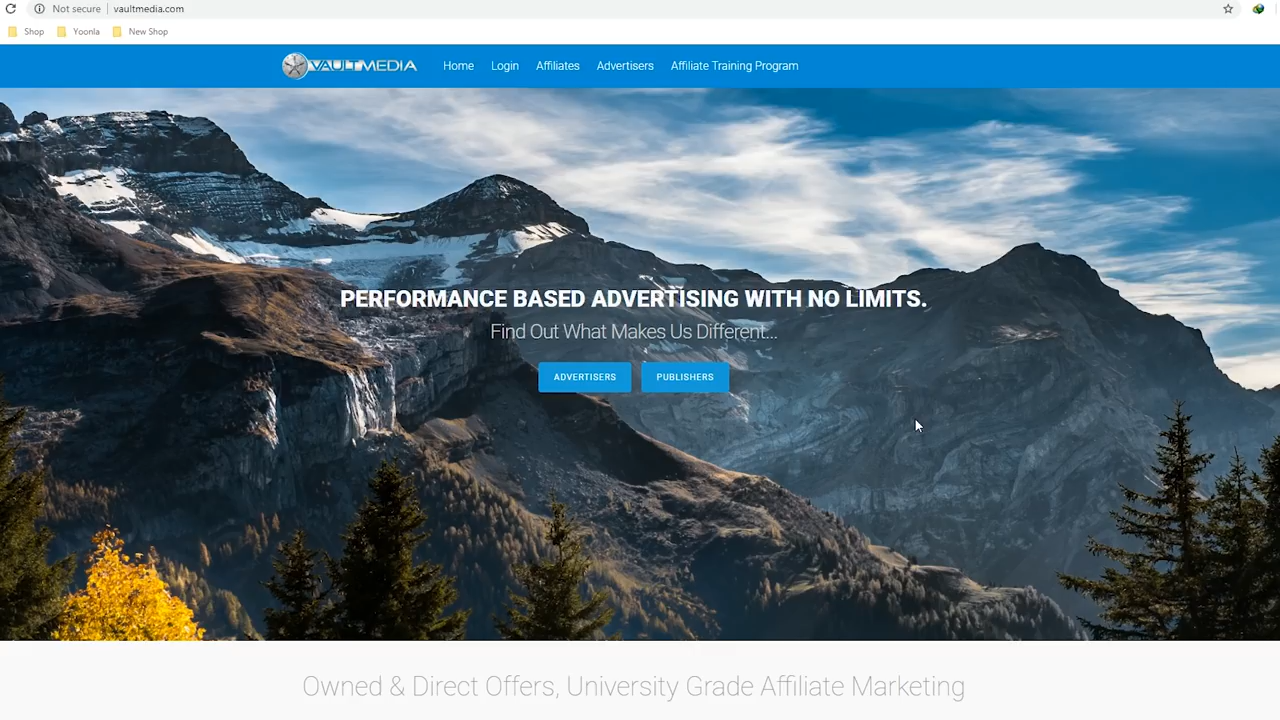 Not secure vaultmedia.com
Shop Yoonla New Shop
VAULTMEDIA Home Login Affiliates Advertisers Affiliate Training Program
PERFORMANCE BASED ADVERTISING WITH NO LIMITS.
Find Out What Makes Us Different...
ADVERTISERS PUBLISHERS
Owned & Direct Offers, University Grade Affiliate Marketing